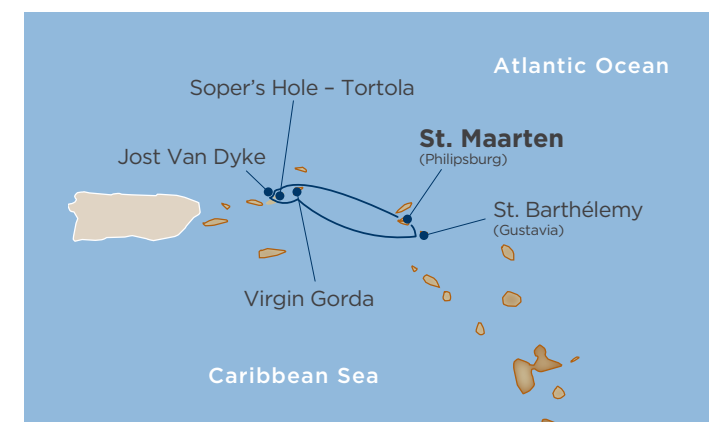 Atlantic Ocean
Soper's Hole – Tortola
St. Maarten
(Philipsburg)
Jost Van Dyke
St. Barthélemy
(Gustavia)
Virgin Gorda
Caribbean Sea